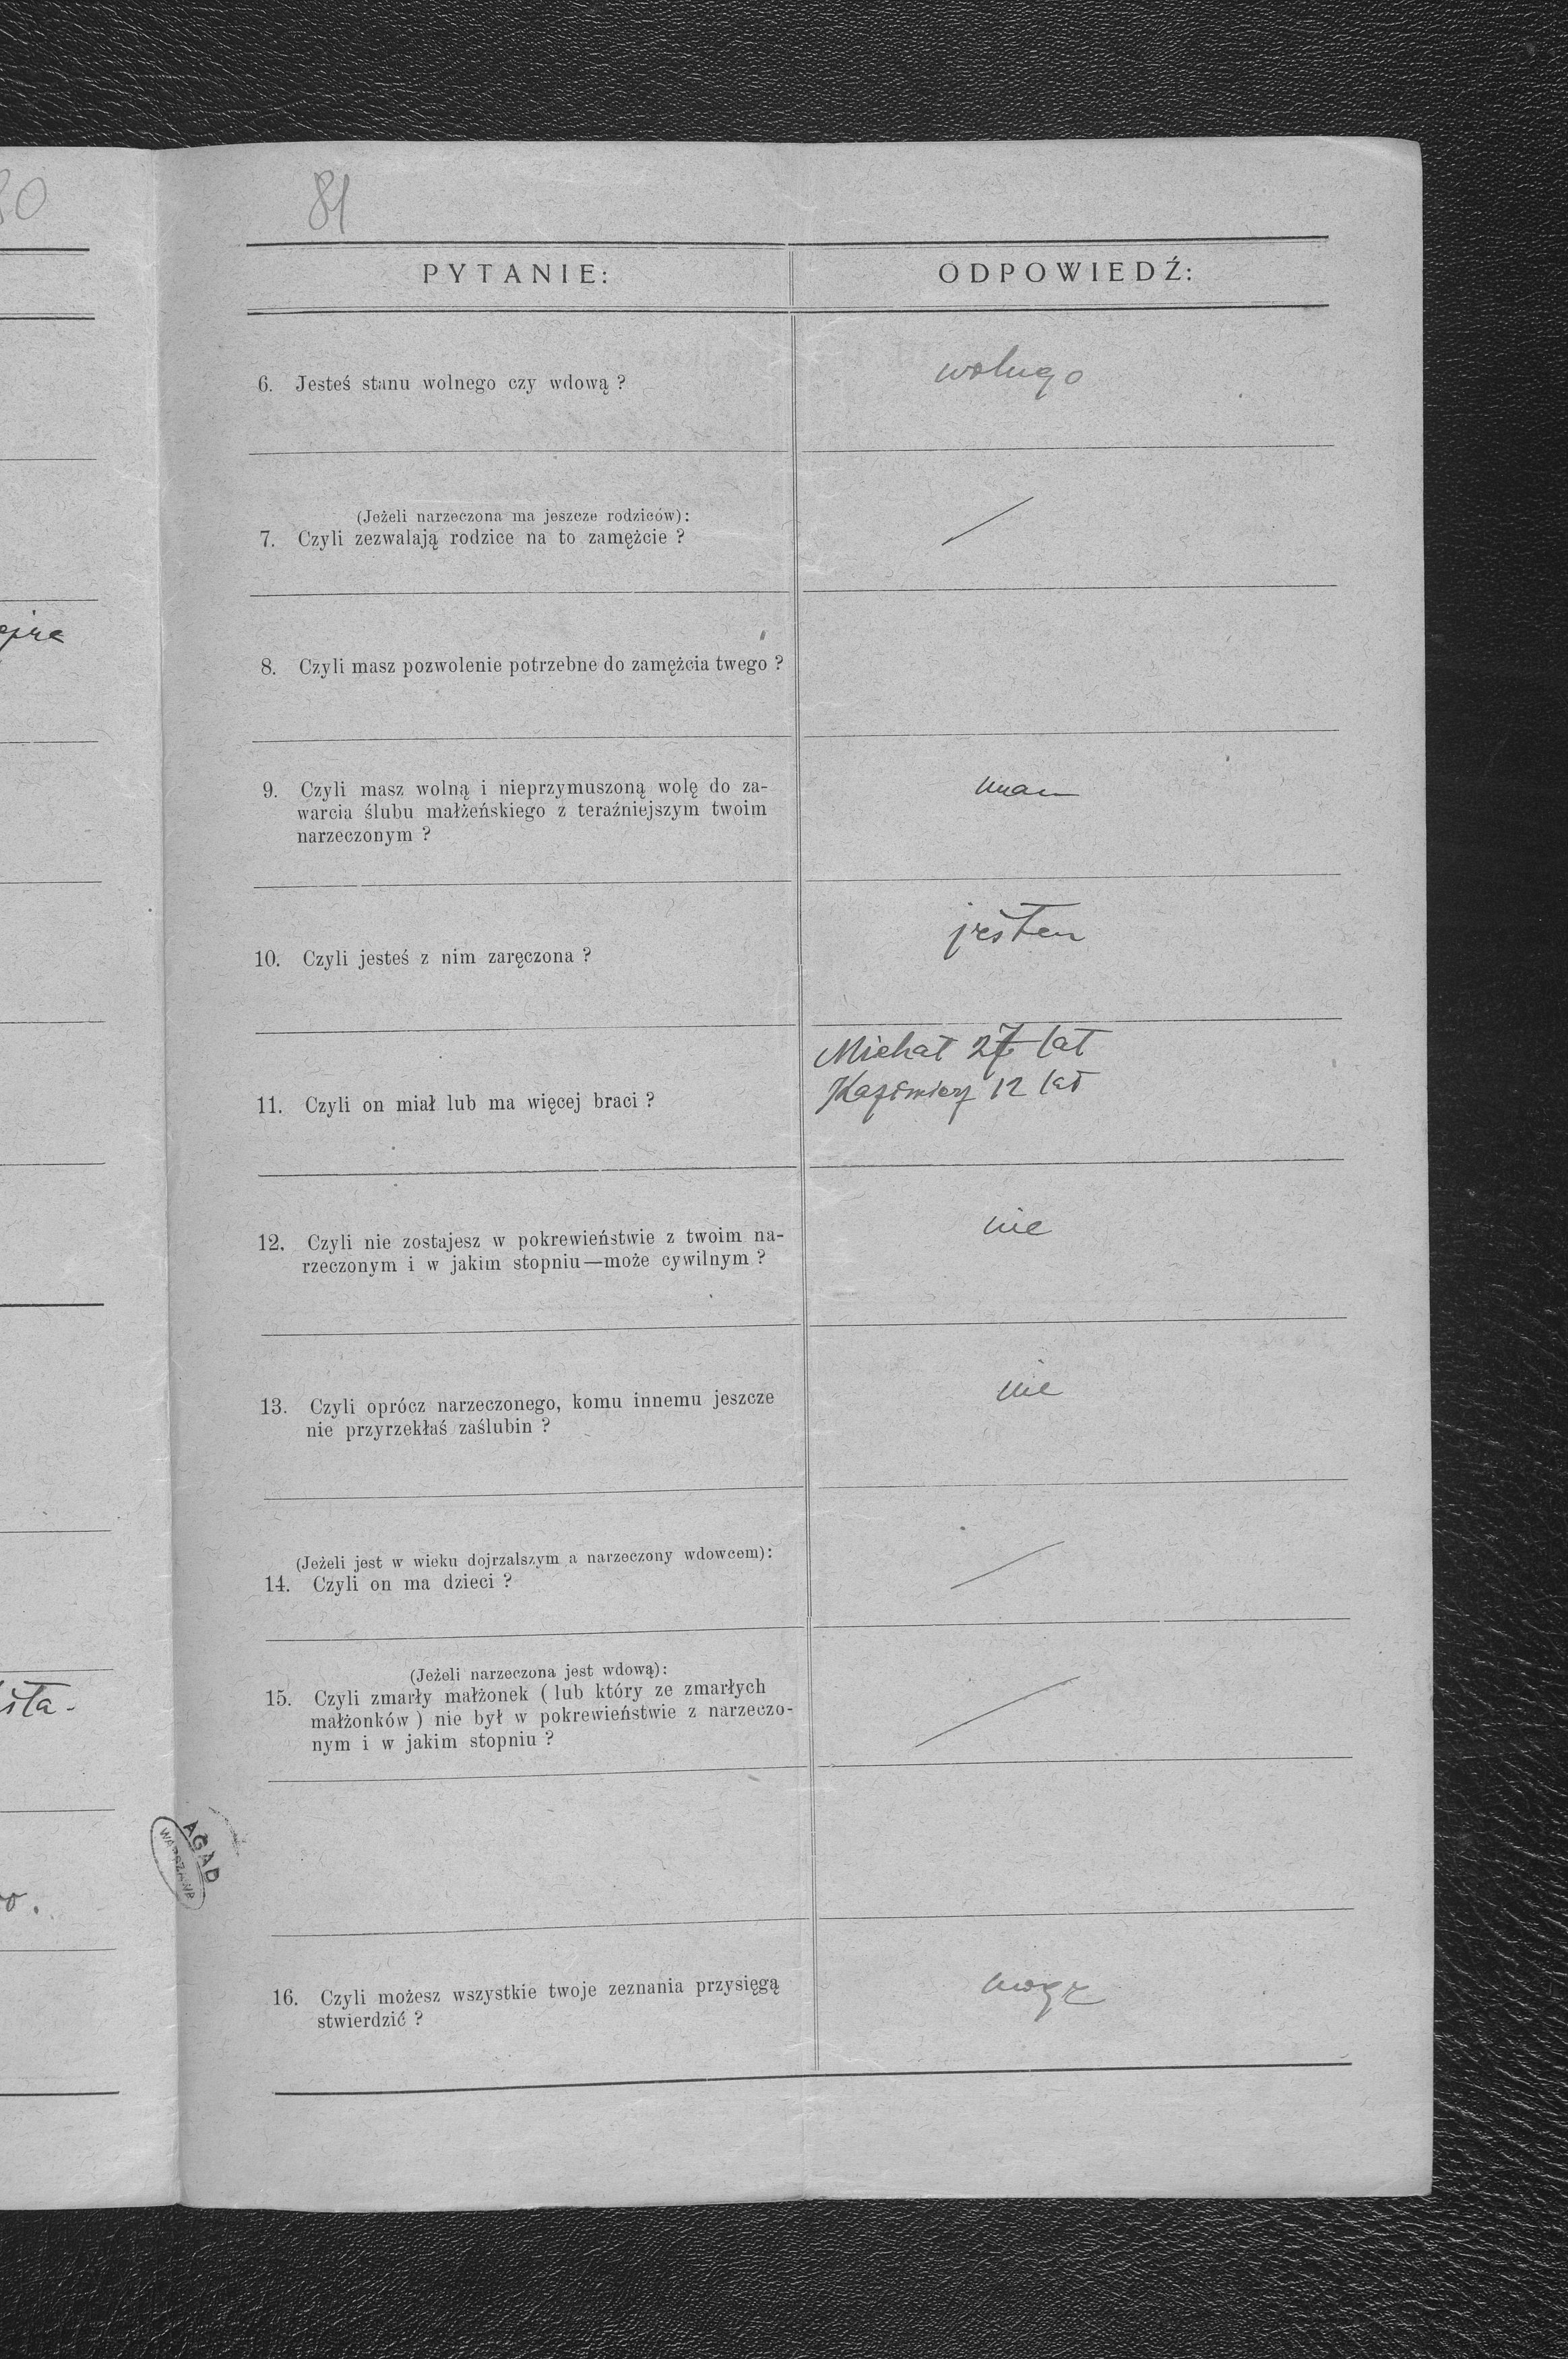 80
81
PYTANIE: ODPOWIEDŹ:
6. Jesteś stanu wolnego czy wdową ? wolnego
(Jeżeli narzeczona ma jeszcze rodziców):
7. Czyli zezwalają rodzice na to zamężcie ?
8. Czyli masz pozwolenie potrzebne do zamężcia twego ?
9. Czyli masz wolną i nieprzymuszoną wolę do za- mam
warcia ślubu małżeńskiego z teraźniejszym twoim
narzeczonym ?
10. Czyli jesteś z nim zaręczona ? jestem
Michał 27 lat
11. Czyli on miał lub ma więcej braci ? Kazimierz 12 lat
12. Czyli nie zostajesz w pokrewieństwie z twoim na- nie
rzeczonym i w jakim stopniu—może cywilnym ?
13. Czyli oprócz narzeczonego, komu innemu jeszcze nie
nie przyrzekłaś zaślubin ?
(Jeżeli jest w wieku dojrzalszym a narzeczony wdowcem):
14. Czyli on ma dzieci ?
(Jeżeli narzeczona jest wdową):
15. Czyli zmarły małżonek ( lub który ze zmarłych
małżonków ) nie był w pokrewieństwie z narzeczo-
nym i w jakim stopniu ?
AGAD
WARSZAWA
16. Czyli możesz wszystkie twoje zeznania przysięgą mogę
stwierdzić ?